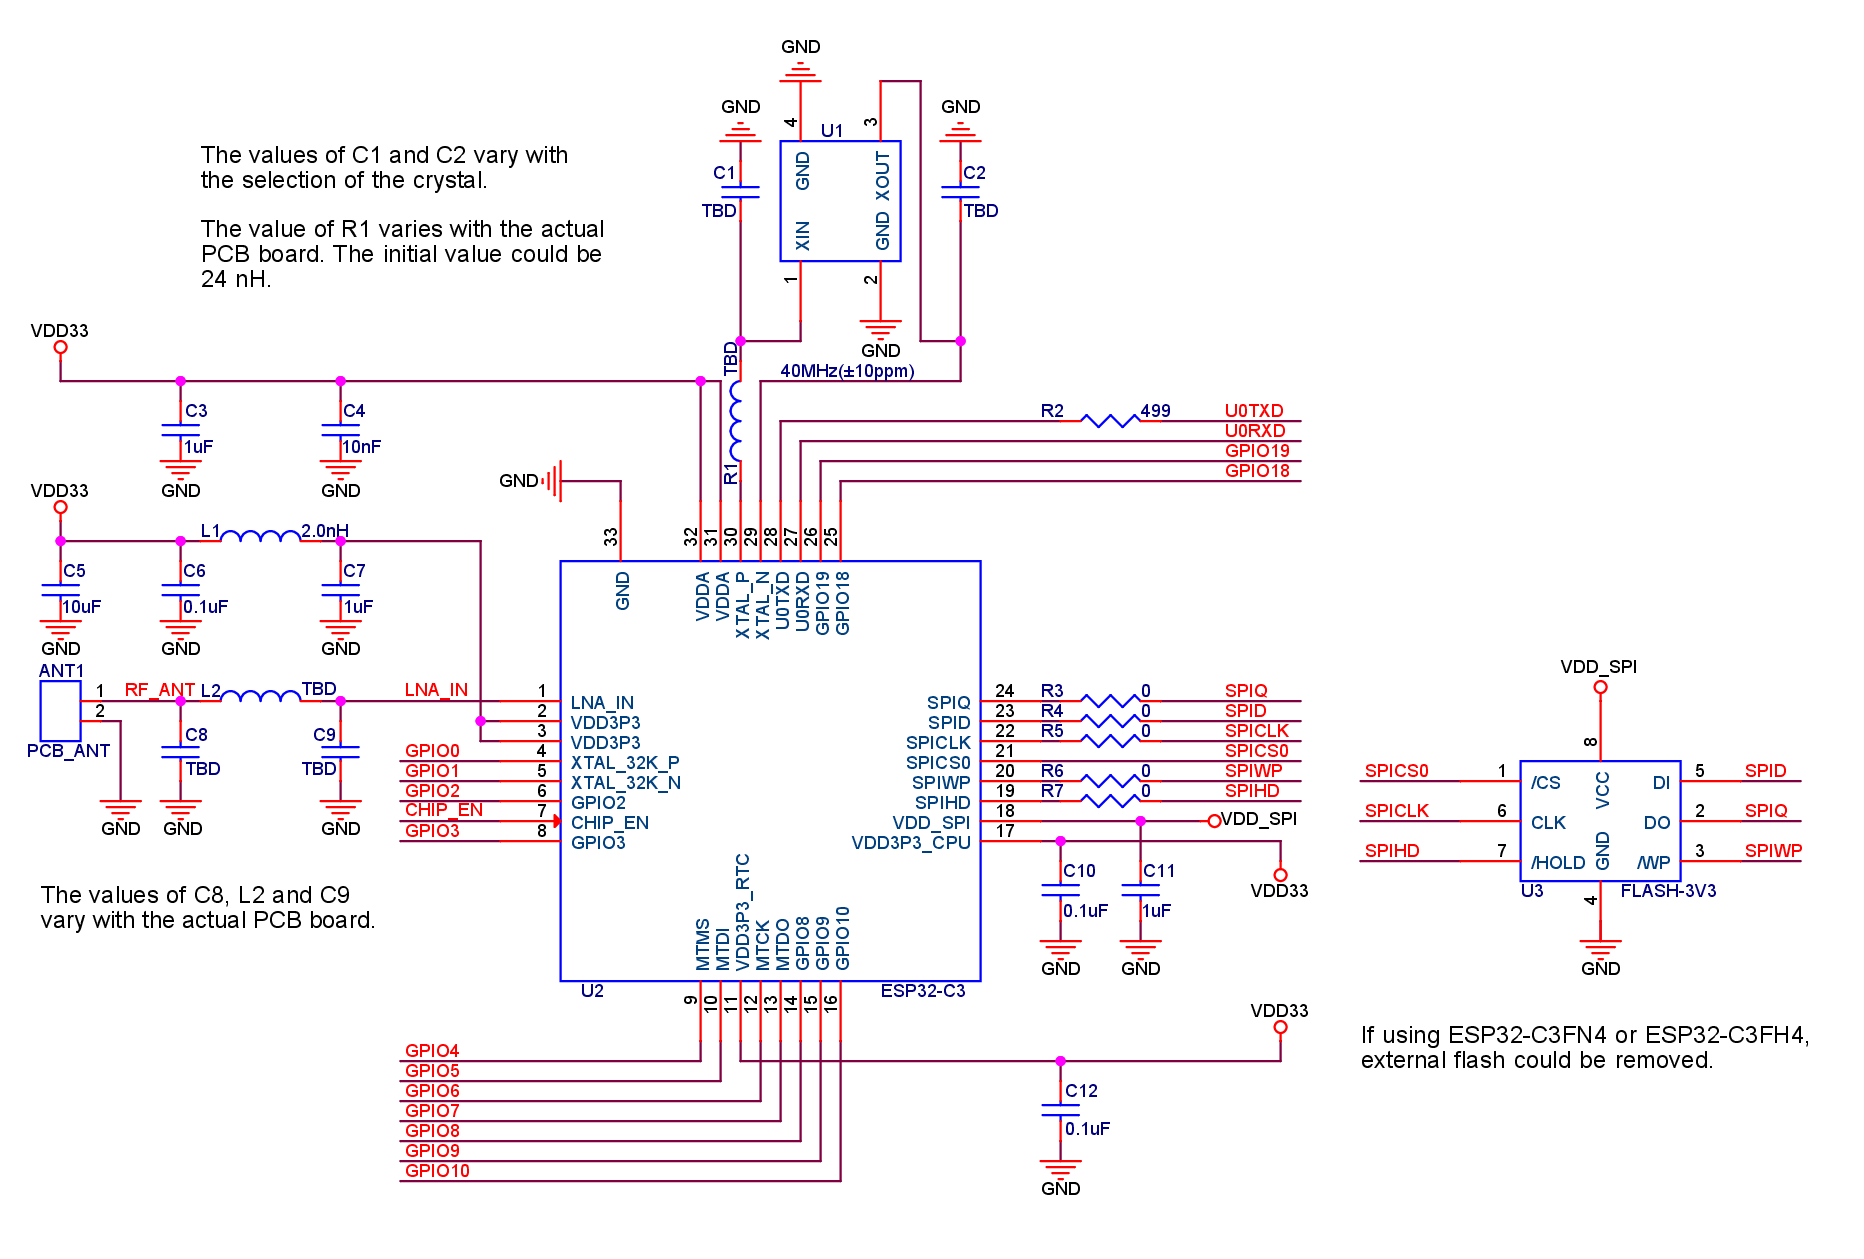 GND
GND
GND
4
3
U1
C1
TBD
GND
XOUT
XIN
GND
C2
TBD
1
2
GND
The values of C1 and C2 vary with
the selection of the crystal.
The value of R1 varies with the actual
PCB board. The initial value could be
24 nH.
VDD33
TBD
40MHz(±10ppm)
C3
1uF
GND
C4
10nF
GND
R1
R2
499
U0TXD
U0RXD
GPIO19
GPIO18
GND
VDD33
L1
2.0nH
C5
10uF
GND
C6
0.1uF
GND
C7
1uF
GND
33
32
31
30
29
28
27
26
25
GND
VDDA
VDDA
XTAL_P
XTAL_N
U0TXD
U0RXD
GPIO19
GPIO18
ANT1
1
2
PCB_ANT
RF_ANT
L2
TBD
LNA_IN
C8
TBD
C9
TBD
GND
GND
GND
GPIO0
GPIO1
GPIO2
CHIP_EN
GPIO3
1
2
3
4
5
6
7
8
LNA_IN
VDD3P3
VDD3P3
XTAL_32K_P
XTAL_32K_N
GPIO2
CHIP_EN
GPIO3
SPIQ
SPID
SPICLK
SPICS0
SPIWP
SPIHD
VDD_SPI
VDD3P3_CPU
24
23
22
21
20
19
18
17
R3
0
SPIQ
R4
0
SPID
R5
0
SPICLK
SPICS0
R6
0
SPIWP
R7
0
SPIHD
VDD_SPI
VDD33
C10
0.1uF
GND
C11
1uF
GND
VDD_SPI
8
SPICS0
1
/CS
VCC
DI
5
SPID
SPICLK
6
CLK
DO
2
SPIQ
SPIHD
7
/HOLD
GND
/WP
3
SPIWP
U3
4
FLASH-3V3
GND
The values of C8, L2 and C9
vary with the actual PCB board.
MTMS
MTDI
VDD3P3_RTC
MTCK
MTDO
GPIO8
GPIO9
GPIO10
U2
ESP32-C3
9
10
11
12
13
14
15
16
VDD33
If using ESP32-C3FN4 or ESP32-C3FH4,
external flash could be removed.
GPIO4
GPIO5
GPIO6
GPIO7
GPIO8
GPIO9
GPIO10
C12
0.1uF
GND